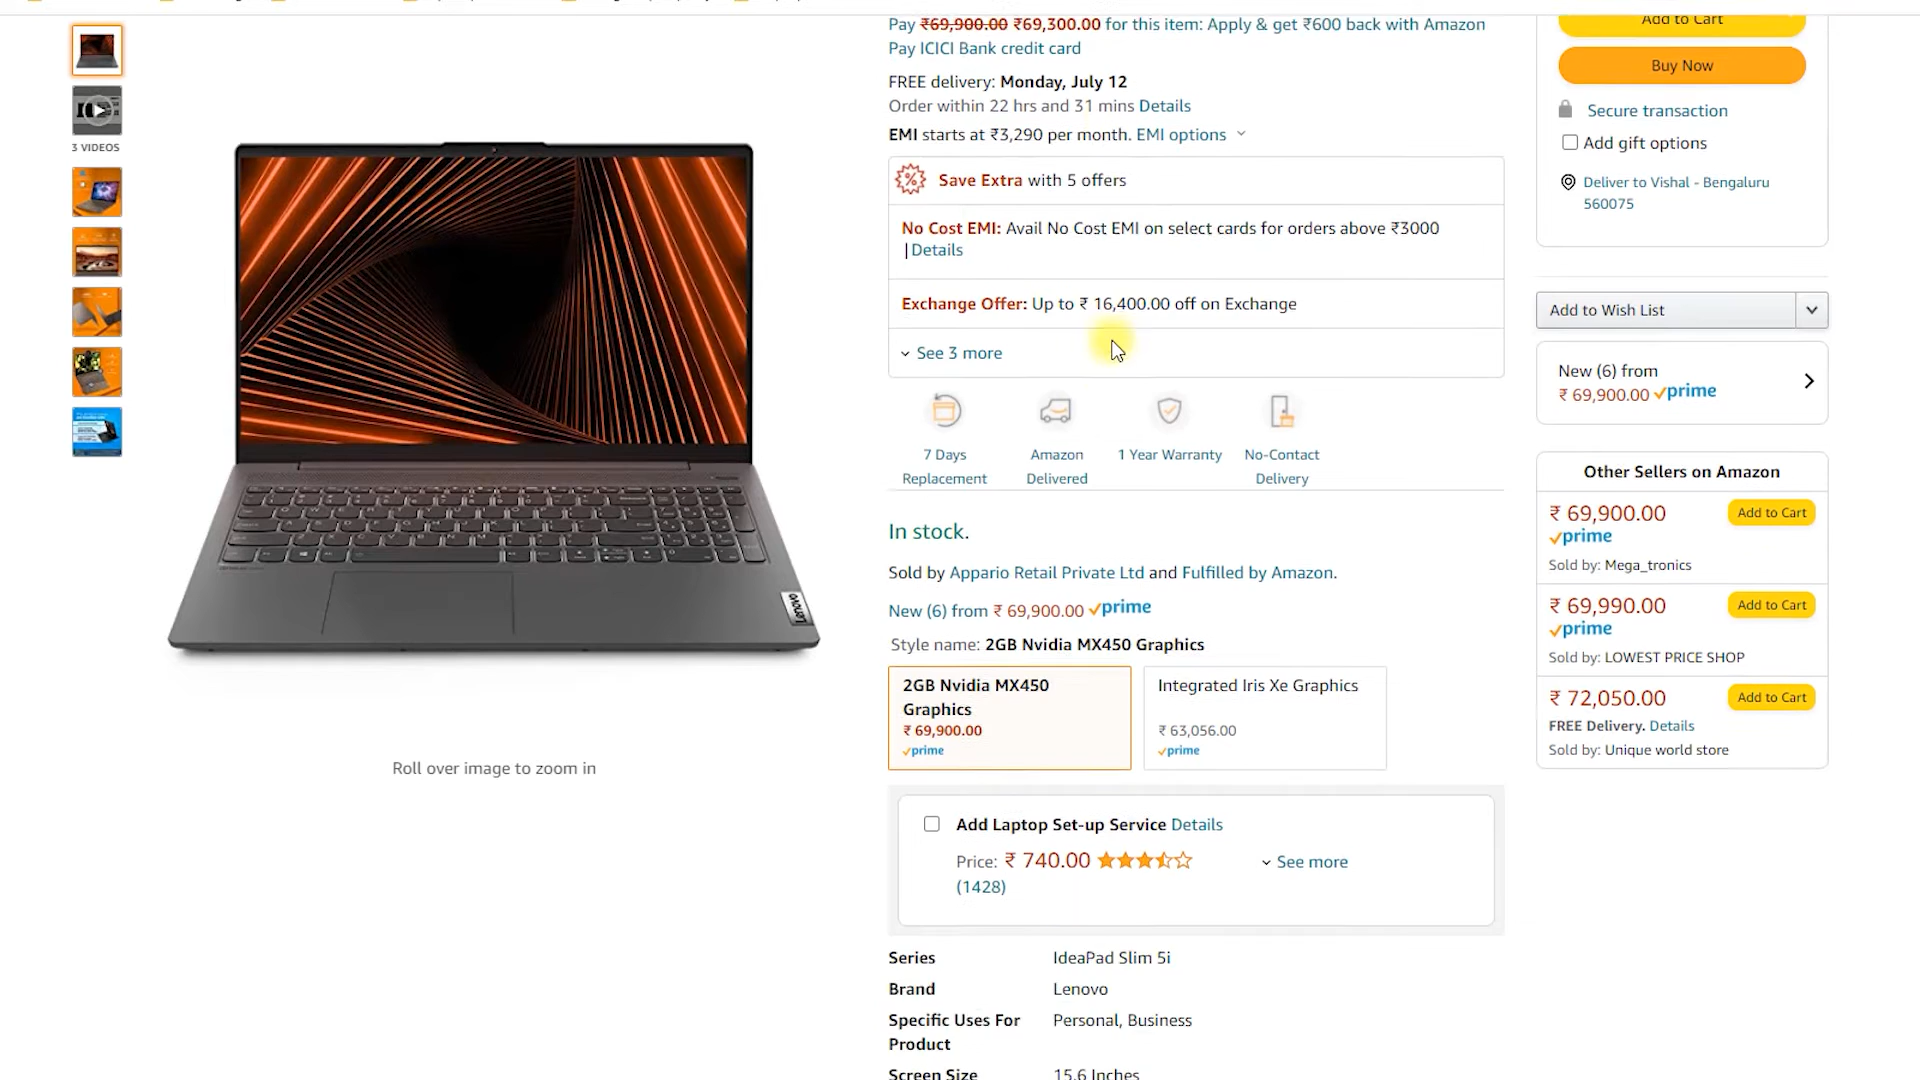 Pay ₹69,900.00 ₹69,300.00 for this item: Apply & get ₹600 back with Amazon
Pay ICICI Bank credit card
FREE delivery: Monday, July 12
Order within 22 hrs and 31 mins Details
EMI starts at ₹3,290 per month. EMI options
Save Extra with 5 offers
No Cost EMI: Avail No Cost EMI on select cards for orders above ₹3000
|Details
Exchange Offer: Up to ₹ 16,400.00 off on Exchange
See 3 more
7 Days
Replacement
Amazon
Delivered
1 Year Warranty
No-Contact
Delivery
In stock.
Sold by Appario Retail Private Ltd and Fulfilled by Amazon.
New (6) from ₹ 69,900.00 prime
Style name: 2GB Nvidia MX450 Graphics
2GB Nvidia MX450
Graphics
₹ 69,900.00
prime
Integrated Iris Xe Graphics
₹ 63,056.00
prime
Add Laptop Set-up Service Details
Price: ₹ 740.00
See more
(1428)
Series IdeaPad Slim 5i
Brand Lenovo
Specific Uses For Personal, Business
Product
Screen Size 15.6 Inches
3 VIDEOS
Lenovo
Roll over image to zoom in
Add to Cart
Buy Now
Secure transaction
Add gift options
Deliver to Vishal - Bengaluru
560075
Add to Wish List
New (6) from
₹ 69,900.00 prime
Other Sellers on Amazon
₹ 69,900.00 Add to Cart
prime
Sold by: Mega_tronics
₹ 69,990.00 Add to Cart
prime
Sold by: LOWEST PRICE SHOP
₹ 72,050.00 Add to Cart
FREE Delivery. Details
Sold by: Unique world store